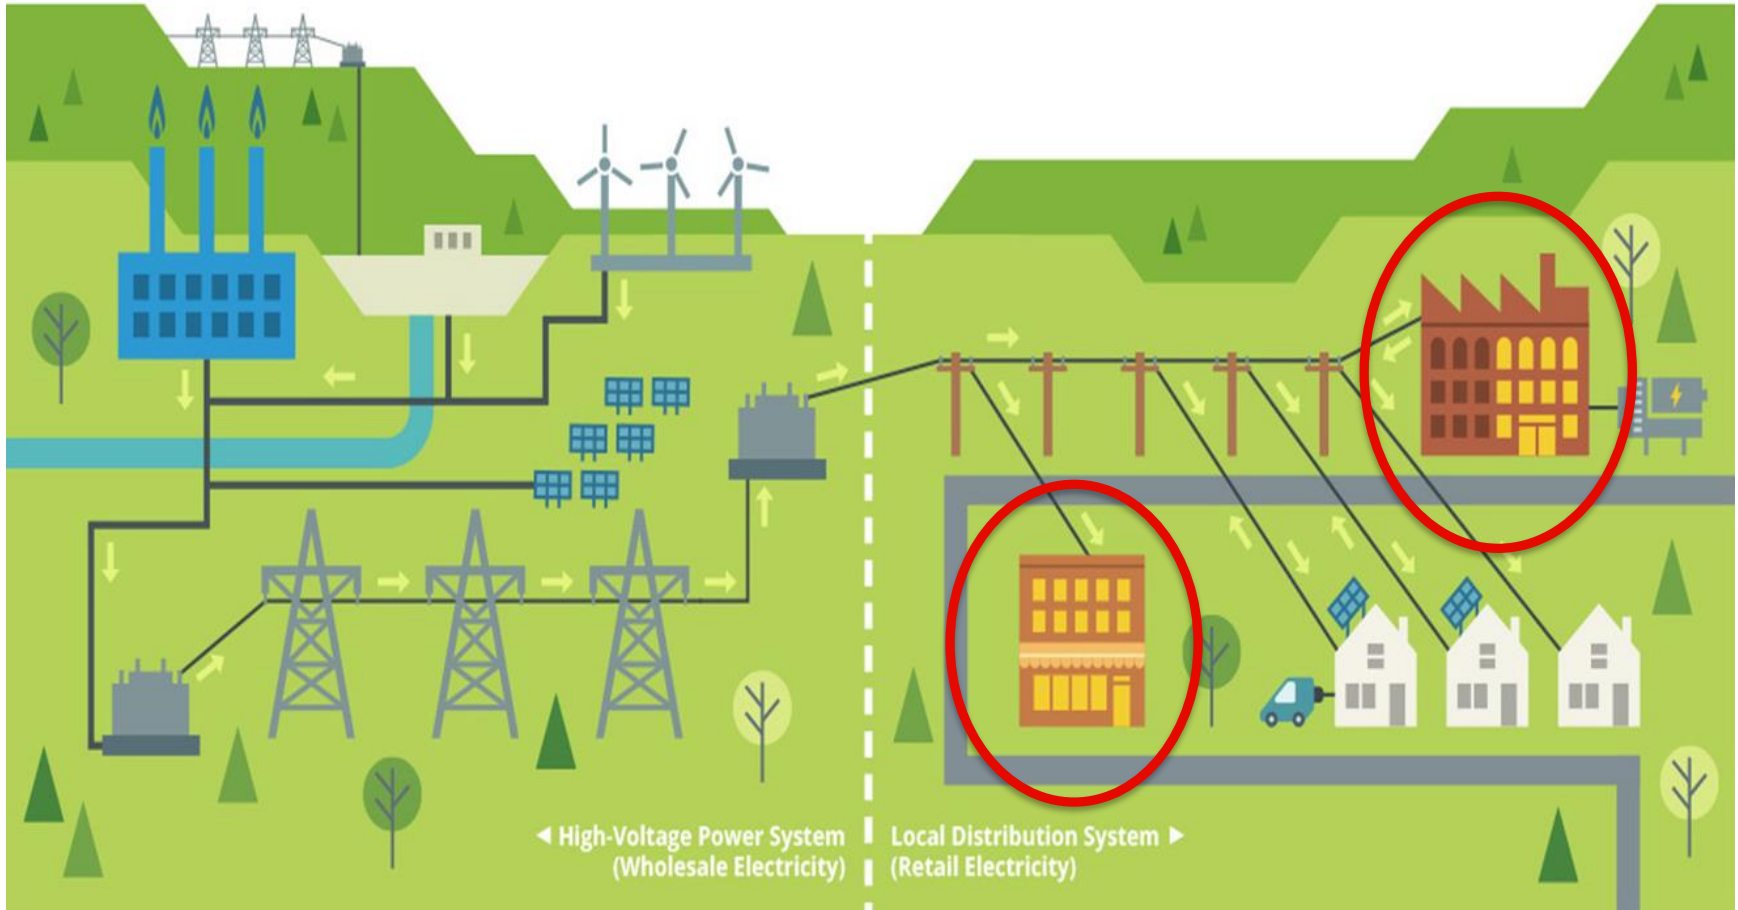 ◀ High-Voltage Power System
(Wholesale Electricity)
Local Distribution System ▶
(Retail Electricity)